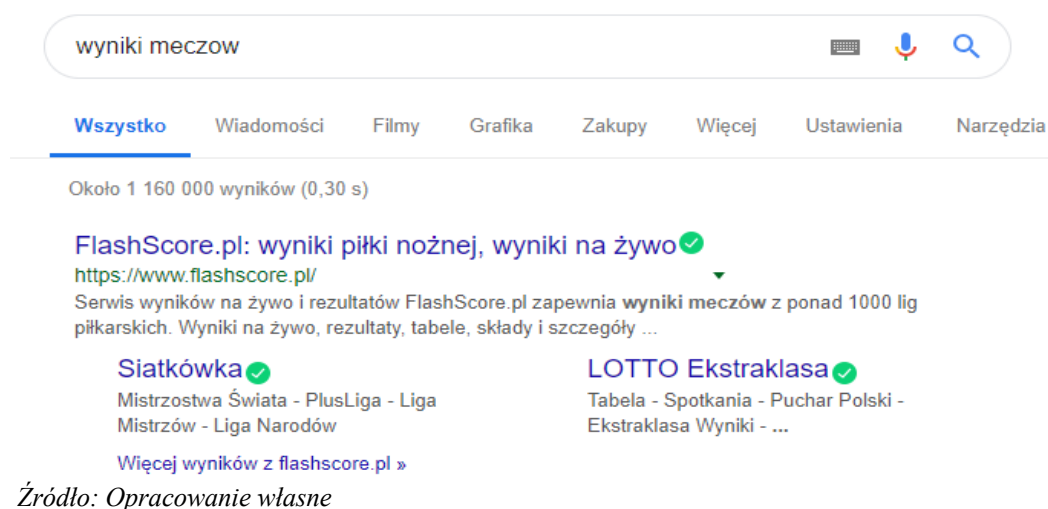 wyniki meczow
Wszystko Wiadomości Filmy Grafika Zakupy Więcej Ustawienia Narzędzia
Około 1 160 000 wyników (0,30 s)
FlashScore.pl: wyniki piłki nożnej, wyniki na żywo
https://www.flashscore.pl/
Serwis wyników na żywo i rezultatów FlashScore.pl zapewnia wyniki meczów z ponad 1000 lig
piłkarskich. Wyniki na żywo, rezultaty, tabele, składy i szczegóły ...
Siatkówka
Mistrzostwa Świata - PlusLiga - Liga
Mistrzów - Liga Narodów
LOTTO Ekstraklasa
Tabela - Spotkania - Puchar Polski -
Ekstraklasa Wyniki - ...
Więcej wyników z flashscore.pl »
Źródło: Opracowanie własne